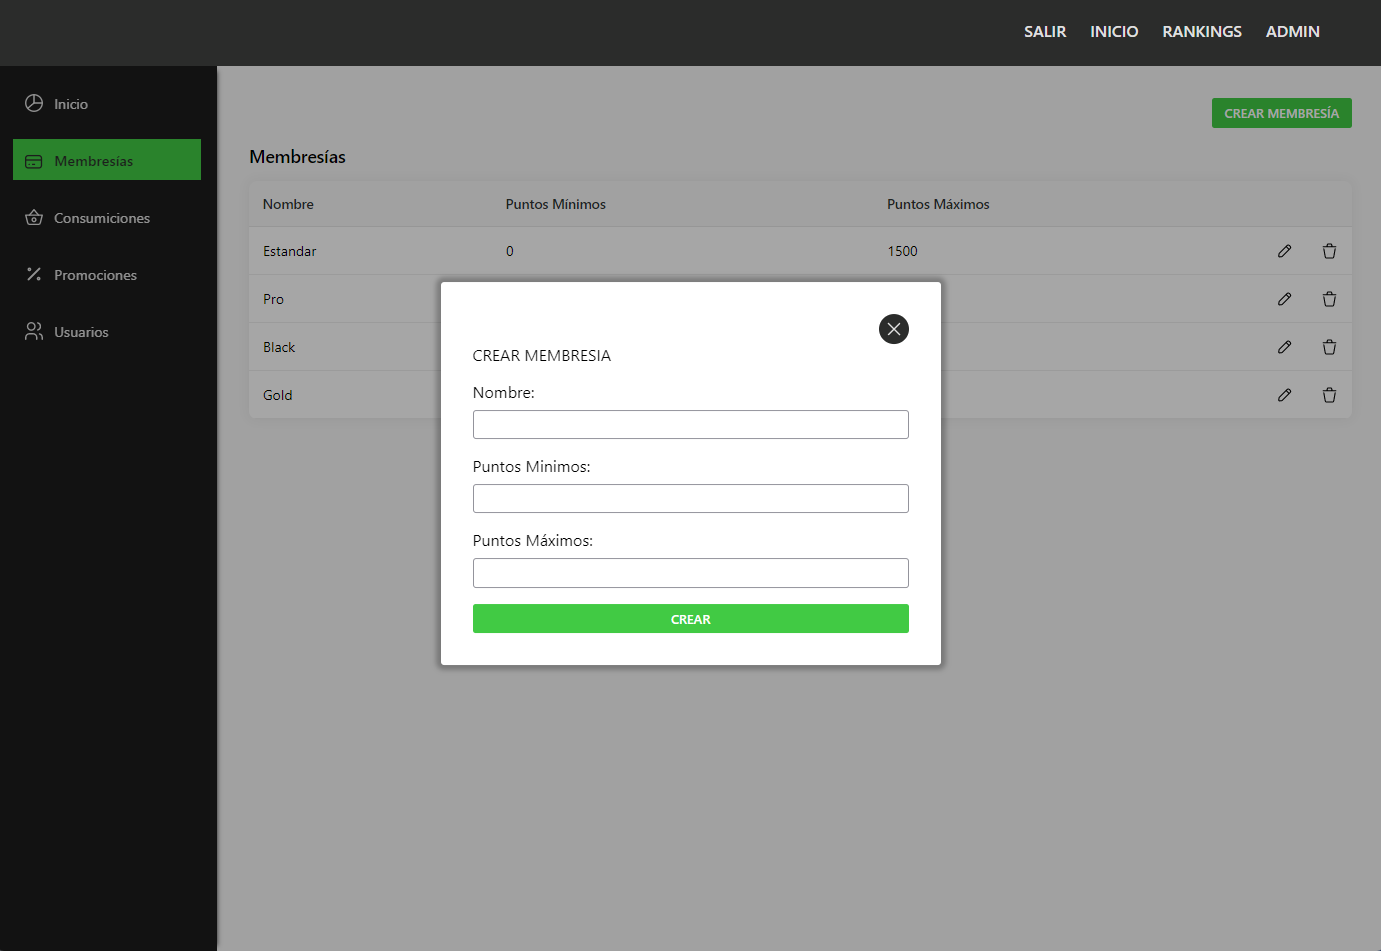 SALIR INICIO RANKINGS ADMIN
Inicio
Membresías
Consumiciones
Promociones
Usuarios
CREAR MEMBRESÍA
Membresías
Nombre Puntos Mínimos Puntos Máximos
Estandar 0 1500
Pro
Black
Gold
CREAR MEMBRESIA
Nombre:
Puntos Minimos:
Puntos Máximos:
CREAR